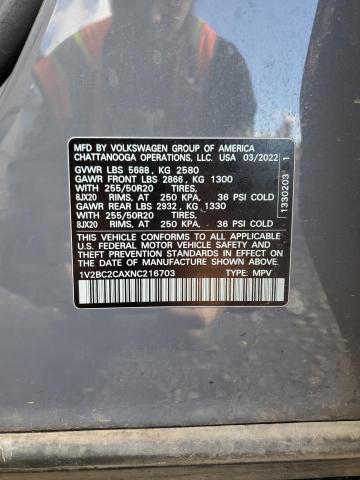 MFD BY VOLKSWAGEN GROUP OF AMERICA
CHATTANOOGA OPERATIONS, LLC. USA 03/2022
GVWR LBS 5688, KG 2580
GAWR FRONT LBS 2866, KG 1300
WITH 255/50R20 TIRES,
8JX20 RIMS, AT 250 KPA, 36 PSI COLD
GAWR REAR LBS 2932, KG 1330
WITH 255/50R20 TIRES,
8JX20 RIMS, AT 250 KPA, 36 PSI COLD
THIS VEHICLE CONFORMS TO ALL APPLICABLE
U.S. FEDERAL MOTOR VEHICLE SAFETY AND
THEFT PREVENTION STANDARDS IN EFFECT ON
THE DATE OF MANUFACTURE SHOWN ABOVE.
1V2BC2CAXNC216703 TYPE: MPV
1330203 1